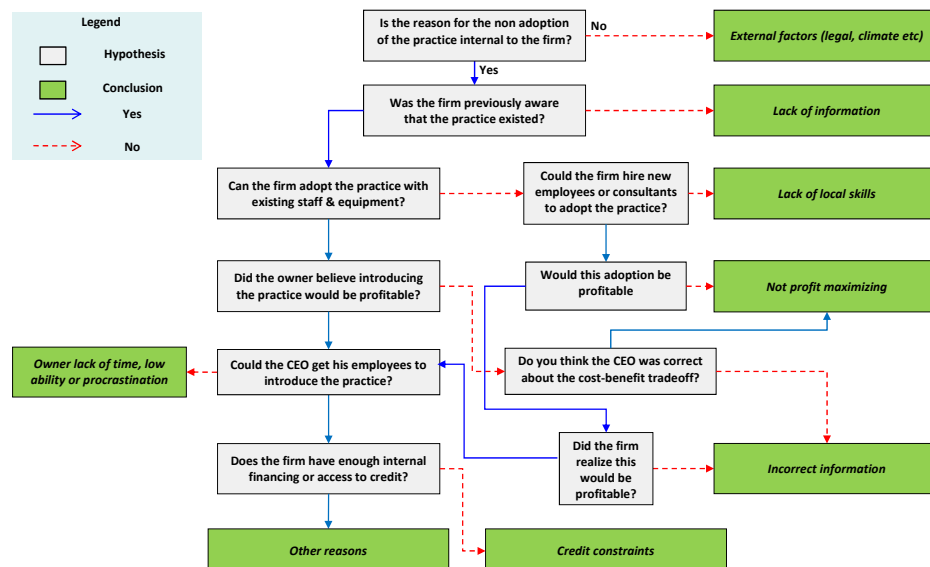 Legend
Hypothesis
Conclusion
Yes
No
Is the reason for the non adoption
of the practice internal to the firm?
No
External factors (legal, climate etc)
Yes
Was the firm previously aware
that the practice existed?
Lack of information
Can the firm adopt the practice with
existing staff & equipment?
Could the firm hire new
employees or consultants
to adopt the practice?
Lack of local skills
Did the owner believe introducing
the practice would be profitable?
Would this adoption be
profitable
Not profit maximizing
Owner lack of time, low
ability or procrastination
Could the CEO get his employees to
introduce the practice?
Do you think the CEO was correct
about the cost-benefit tradeoff?
Does the firm have enough internal
financing or access to credit?
Did the firm
realize this
would be
profitable?
Incorrect information
Other reasons
Credit constraints